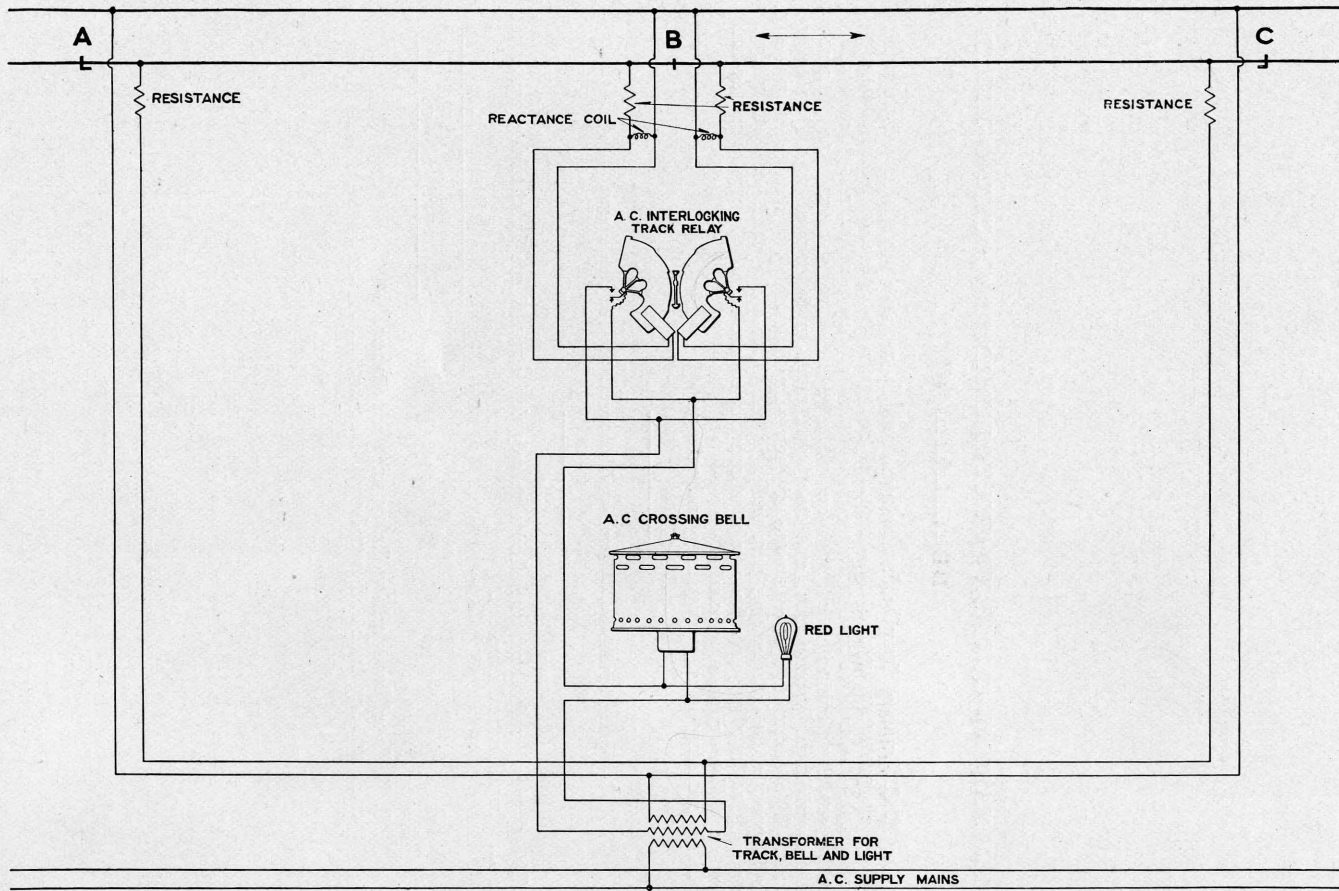 A
B
C
RESISTANCE
RESISTANCE
RESISTANCE
REACTANCE COIL
A.C. INTERLOCKING
TRACK RELAY
A.C CROSSING BELL
RED LIGHT
TRANSFORMER FOR
TRACK, BELL AND LIGHT
A.C. SUPPLY MAINS